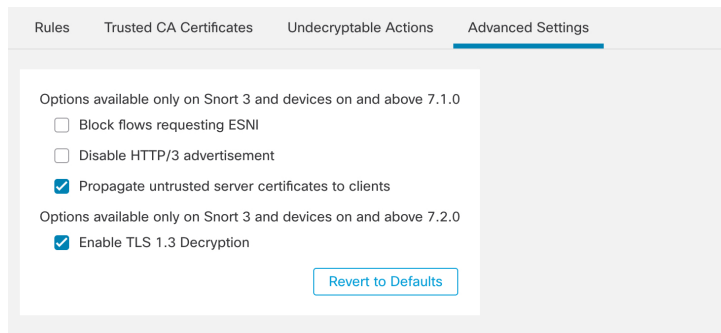 Rules Trusted CA Certificates Undecryptable Actions Advanced Settings
Options available only on Snort 3 and devices on and above 7.1.0
Block flows requesting ESNI
Disable HTTP/3 advertisement
Propagate untrusted server certificates to clients
Options available only on Snort 3 and devices on and above 7.2.0
Enable TLS 1.3 Decryption
Revert to Defaults